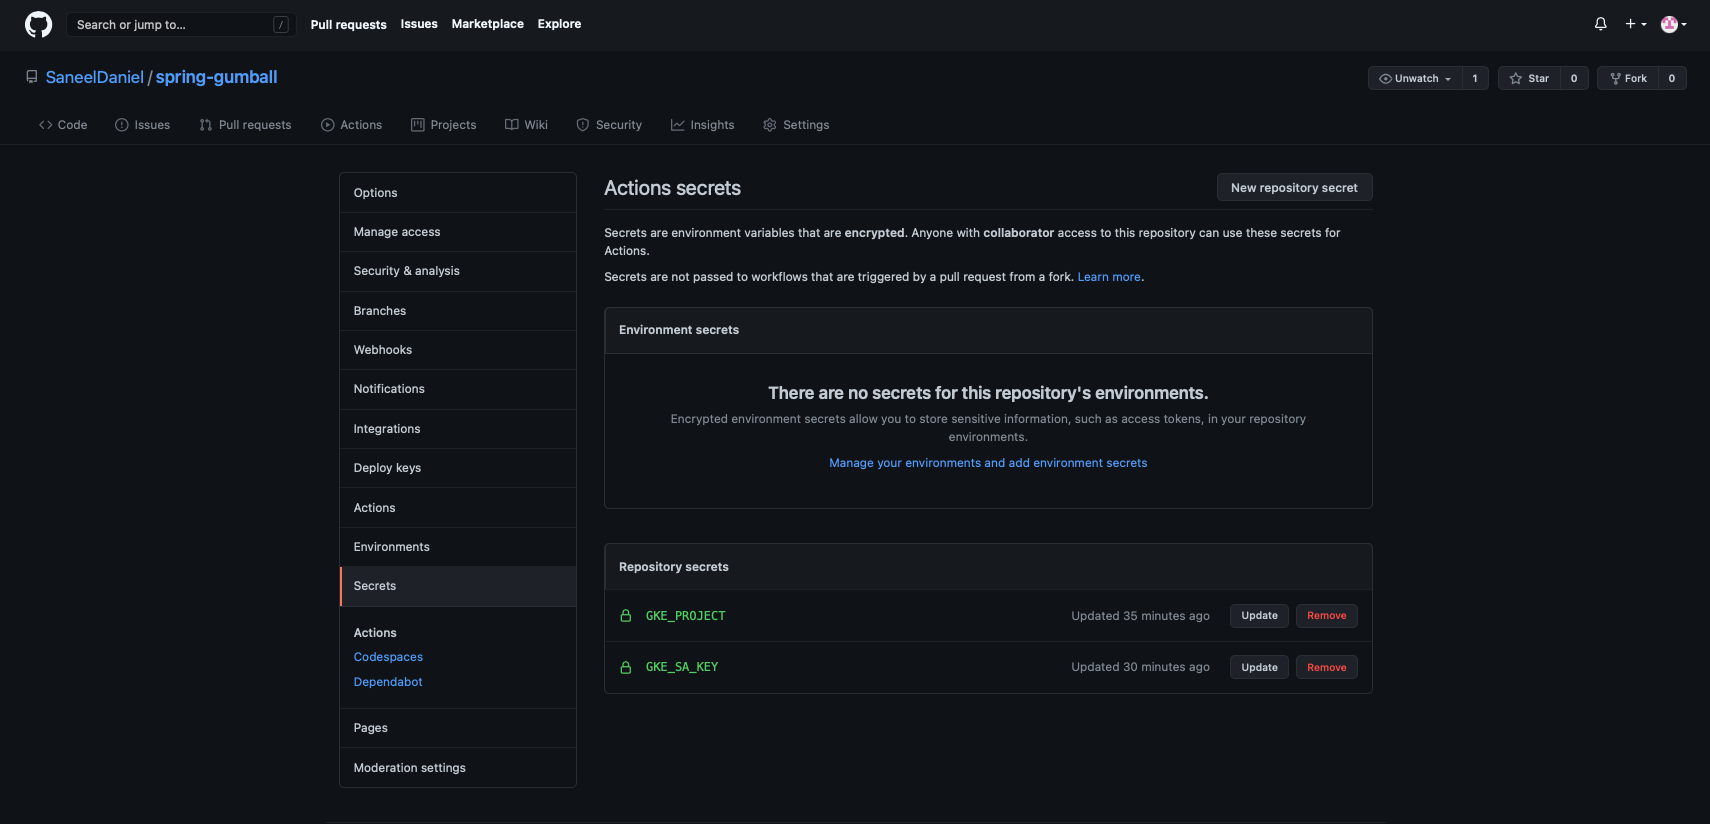 Search or jump to... /
Pull requests Issues Marketplace Explore
SaneelDaniel / spring-gumball
Unwatch 1 Star 0 Fork 0
Code Issues Pull requests Actions Projects Wiki Security Insights Settings
Options
Manage access
Security & analysis
Branches
Webhooks
Notifications
Integrations
Deploy keys
Actions
Environments
Secrets
Actions
Codespaces
Dependabot
Pages
Moderation settings
Actions secrets
New repository secret
Secrets are environment variables that are encrypted. Anyone with collaborator access to this repository can use these secrets for
Actions.
Secrets are not passed to workflows that are triggered by a pull request from a fork. Learn more.
Environment secrets
There are no secrets for this repository's environments.
Encrypted environment secrets allow you to store sensitive information, such as access tokens, in your repository
environments.
Manage your environments and add environment secrets
Repository secrets
GKE_PROJECT Updated 35 minutes ago Update Remove
GKE_SA_KEY Updated 30 minutes ago Update Remove